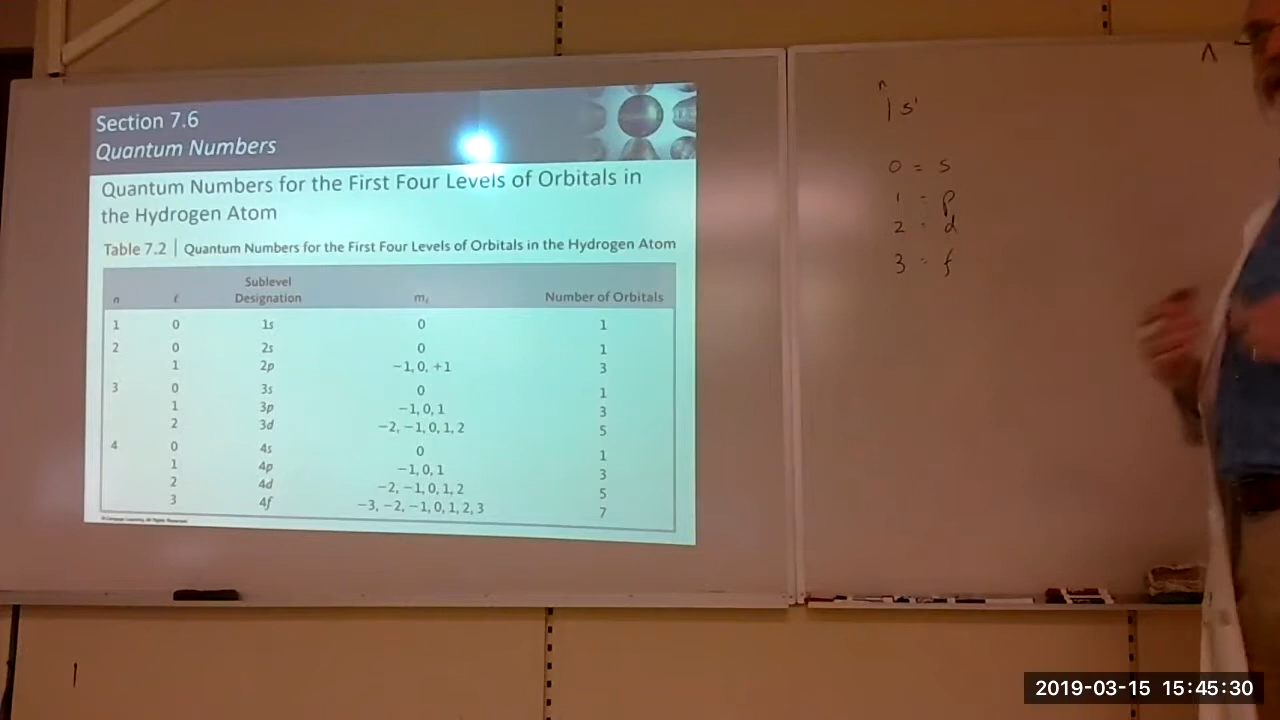 Section 7.6
Quantum Numbers
Quantum Numbers for the First Four Levels of Orbitals in
the Hydrogen Atom
Table 7.2 | Quantum Numbers for the First Four Levels of Orbitals in the Hydrogen Atom
n ℓ Sublevel Designation mℓ Number of Orbitals
1 0 1s 0 1
2 0 2s 0 1
1 2p −1, 0, +1 3
3 0 3s 0 1
1 3p −1, 0, 1 3
2 3d −2, −1, 0, 1, 2 5
4 0 4s 0 1
1 4p −1, 0, 1 3
2 4d −2, −1, 0, 1, 2 5
3 4f −3, −2, −1, 0, 1, 2, 3 7
n
1s¹
0 = s
1 - p
2 - d
3 - f
2019-03-15 15:45:30